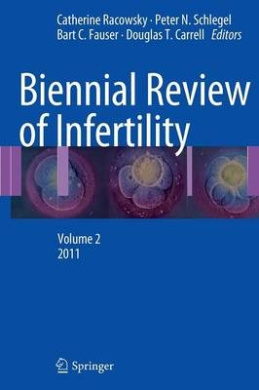 Catherine Racowsky · Peter N. Schlegel
Bart C. Fauser · Douglas T. Carrell Editors
Biennial Review
of Infertility
Volume 2
2011
Springer